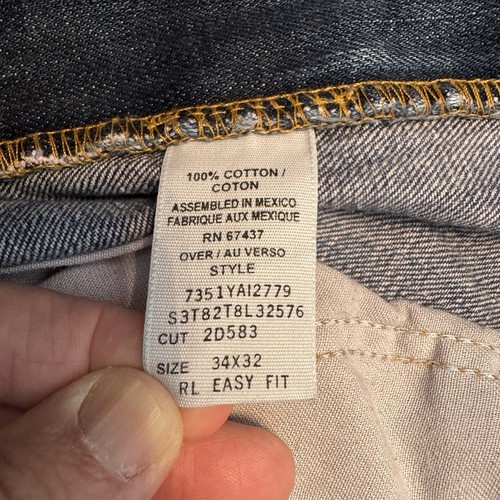 100% COTTON /
COTON
ASSEMBLED IN MEXICO
FABRIQUE AUX MEXIQUE
RN 67437
OVER / AU VERSO
STYLE
7351YAI2779
S3T82T8L32576
CUT 2D583
SIZE 34X32
RL EASY FIT